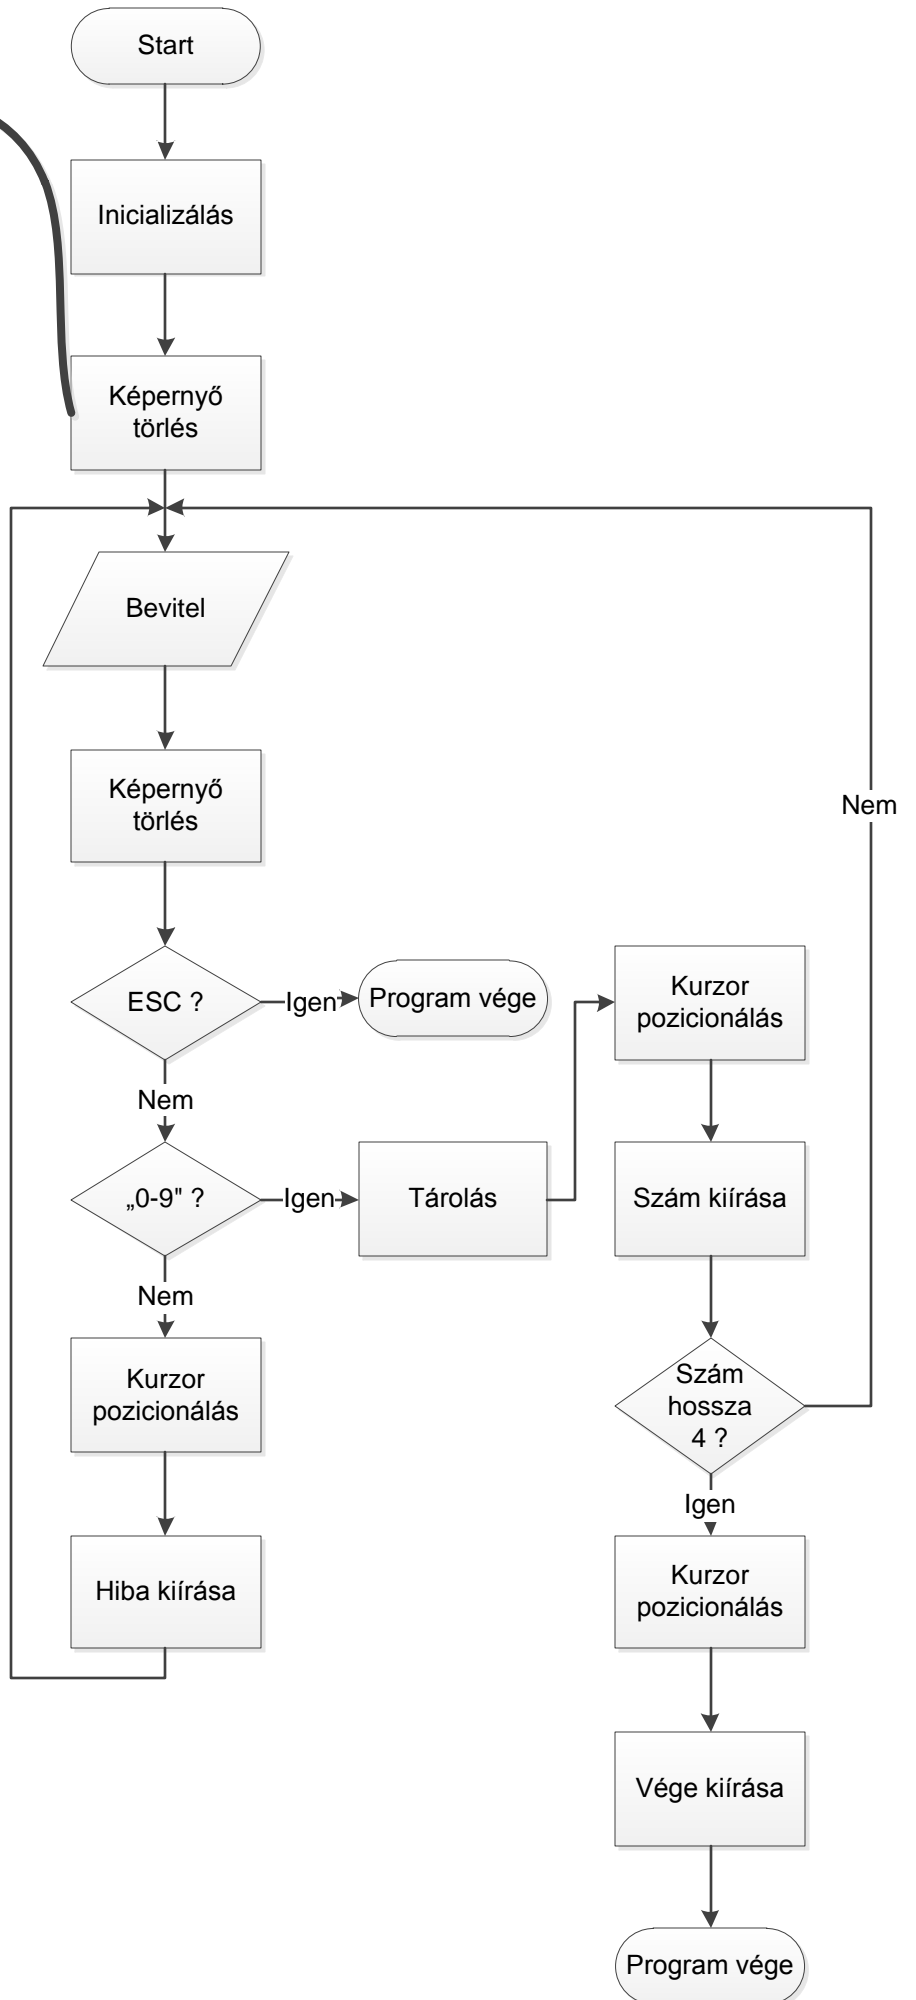 Start
Inicializálás
Képernyő
törlés
Bevitel
Képernyő
törlés
ESC ?
Igen
Program vége
Nem
„0-9" ?
Igen
Tárolás
Kurzor
pozicionálás
Szám kiírása
Szám
hossza
4 ?
Nem
Igen
Kurzor
pozicionálás
Vége kiírása
Program vége
Nem
Kurzor
pozicionálás
Hiba kiírása